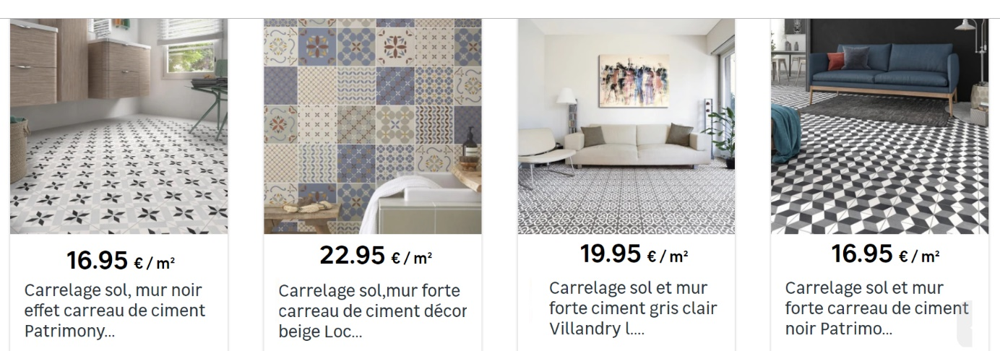 16.95 € / m²
Carrelage sol, mur noir
effet carreau de ciment
Patrimony...
22.95 € / m²
Carrelage sol,mur forte
carreau de ciment décor
beige Loc...
19.95 € / m²
Carrelage sol et mur
forte ciment gris clair
Villandry l....
16.95 € / m²
Carrelage sol et mur
forte carreau de ciment
noir Patrimo...